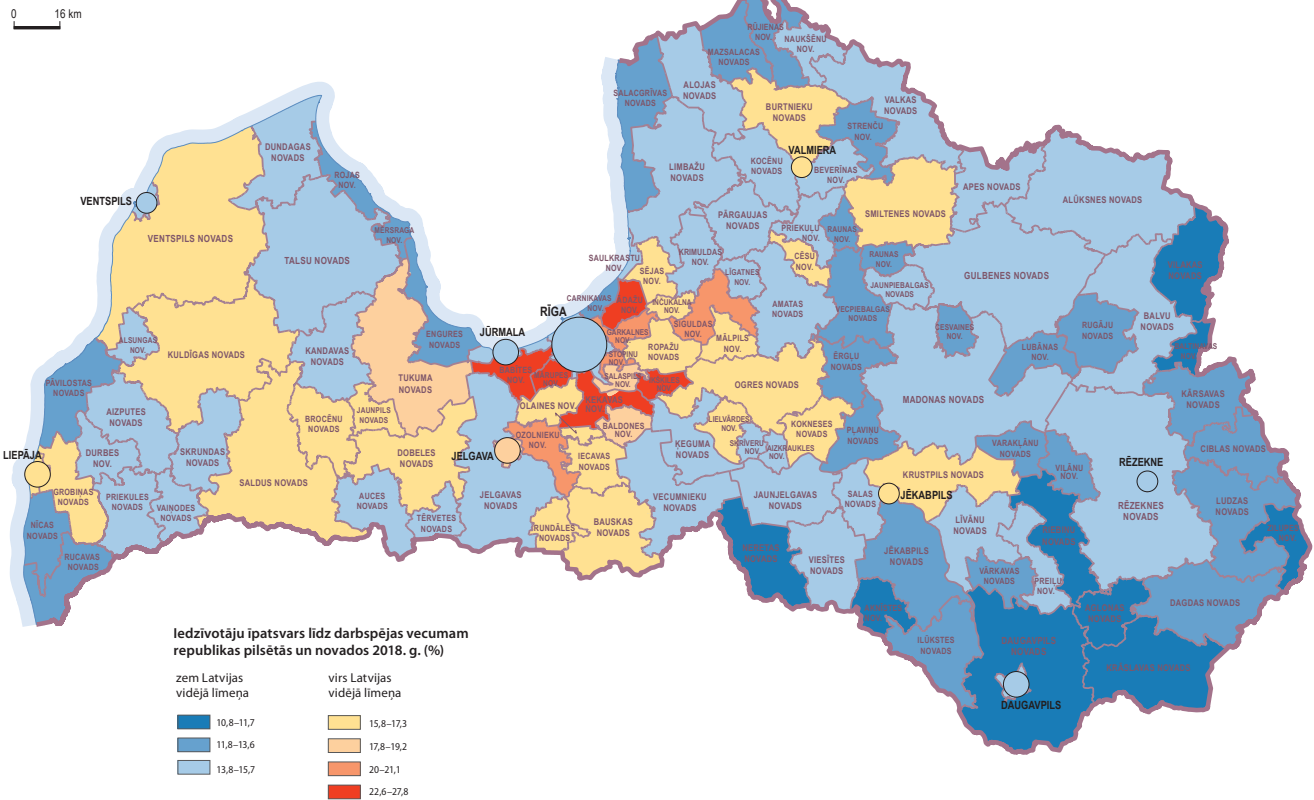 0 16 km
RŪJIENAS
NOV.
NAUKŠĒNU
NOV.
MAZSALACAS
NOVADS
SALACGRĪVAS
NOVADS
ALOJAS
NOVADS
BURTNIEKU
NOVADS
VALKAS
NOVADS
STRENČU
NOV.
VALMIERA
KOCĒNU
NOVADS
BEVERĪNAS
NOV.
LIMBAŽU
NOVADS
DUNDAGAS
NOVADS
ROJAS
NOV.
VENTSPILS
VENTSPILS NOVADS
MĒRSRAGA
NOV.
TALSU NOVADS
APES NOVADS
ALŪKSNES NOVADS
SMILTENES NOVADS
PĀRGAUJAS
NOVADS
PRIEKUĻU
NOV.
RAUNAS
NOV.
RAUNAS
NOV.
CĒSU
NOV.
SAULKRASTU
NOV.
KRIMULDAS
NOV.
SĒJAS
NOV.
LĪGATNES
NOV.
GULBENES NOVADS
JAUNPIEBALGAS
NOVADS
AMATAS
NOVADS
VECPIEBALGAS
NOV.
BALVU
NOVADS
RUGĀJU
NOV.
CESVAINES
NOV.
LUBĀNAS
NOV.
ĒRGĻU
NOV.
CARNIKAVAS
NOV.
INČUKALNA
NOV.
SIGULDAS
NOV.
MĀLPILS
NOV.
GARKALNES
NOV.
ROPAŽU
NOV.
STOPIŅU
NOV.
SALASPILS
NOV.
RĪGA
JŪRMALA
ENGURES
NOVADS
ALSUNGAS
NOV.
KULDĪGAS NOVADS
KANDAVAS
NOVADS
TUKUMA
NOVADS
PĀVILOSTAS
NOVADS
AIZPUTES
NOVADS
BROCĒNU
NOV.
JAUNPILS
NOVADS
OLAINES NOV.
BALDONES
NOV.
OGRES NOVADS
MADONAS NOVADS
KĀRSAVAS
NOVADS
LIEPĀJA
DURBES
NOV.
SKRUNDAS
NOVADS
DOBELES
NOVADS
JELGAVA
OZOLNIEKU
NOV.
IECAVAS
NOVADS
ĶEGUMA
NOVADS
LIELVĀRDES
NOV.
SKRĪVERU
NOV.
AIZKRAUKLES
KOKNESES
NOVADS
PĻAVIŅU
NOV.
VARAKĻĀNU
NOV.
VIĻĀNU
NOV.
CIBLAS NOVADS
RĒZEKNE
RĒZEKNES
NOVADS
LUDZAS
NOVADS
GROBIŅAS
NOVADS
PRIEKULES
NOVADS
VAIŅODES
NOVADS
SALDUS NOVADS
AUCES
NOVADS
TĒRVETES
NOVADS
JELGAVAS
NOVADS
RUNDĀLES
NOVADS
BAUSKAS
NOVADS
VECUMNIEKU
NOVADS
JAUNJELGAVAS
NOVADS
SALAS
NOVADS
KRUSTPILS NOVADS
JĒKABPILS
LĪVĀNU
NOVADS
NĪCAS
NOVADS
RUCAVAS
NOVADS
VIESĪTES
NOVADS
JĒKABPILS
NOVADS
VĀRKAVAS
NOVADS
PREIĻU
NOV.
DAGDAS NOVADS
ILŪKSTES
NOVADS
DAUGAVPILS
Iedzīvotāju īpatsvars līdz darbspējas vecumam
republikas pilsētās un novados 2018. g. (%)
zem Latvijas
vidējā līmeņa
10,8–11,7
11,8–13,6
13,8–15,7
virs Latvijas
vidējā līmeņa
15,8–17,3
17,8–19,2
20–21,1
22,6–27,8